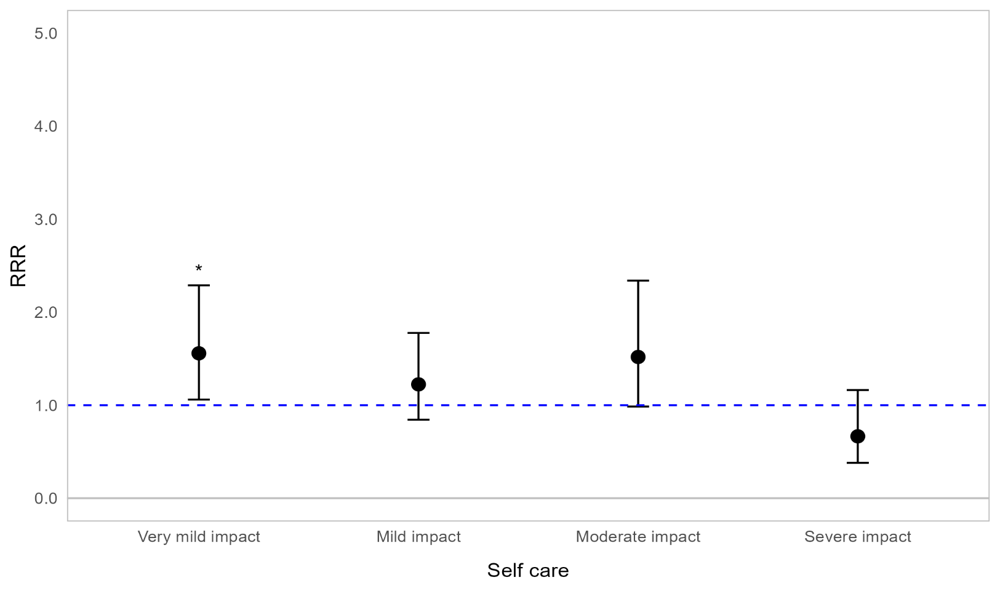 5.0
4.0
3.0
2.0
1.0
0.0
RRR
*
Very mild impact
Mild impact
Moderate impact
Severe impact
Self care